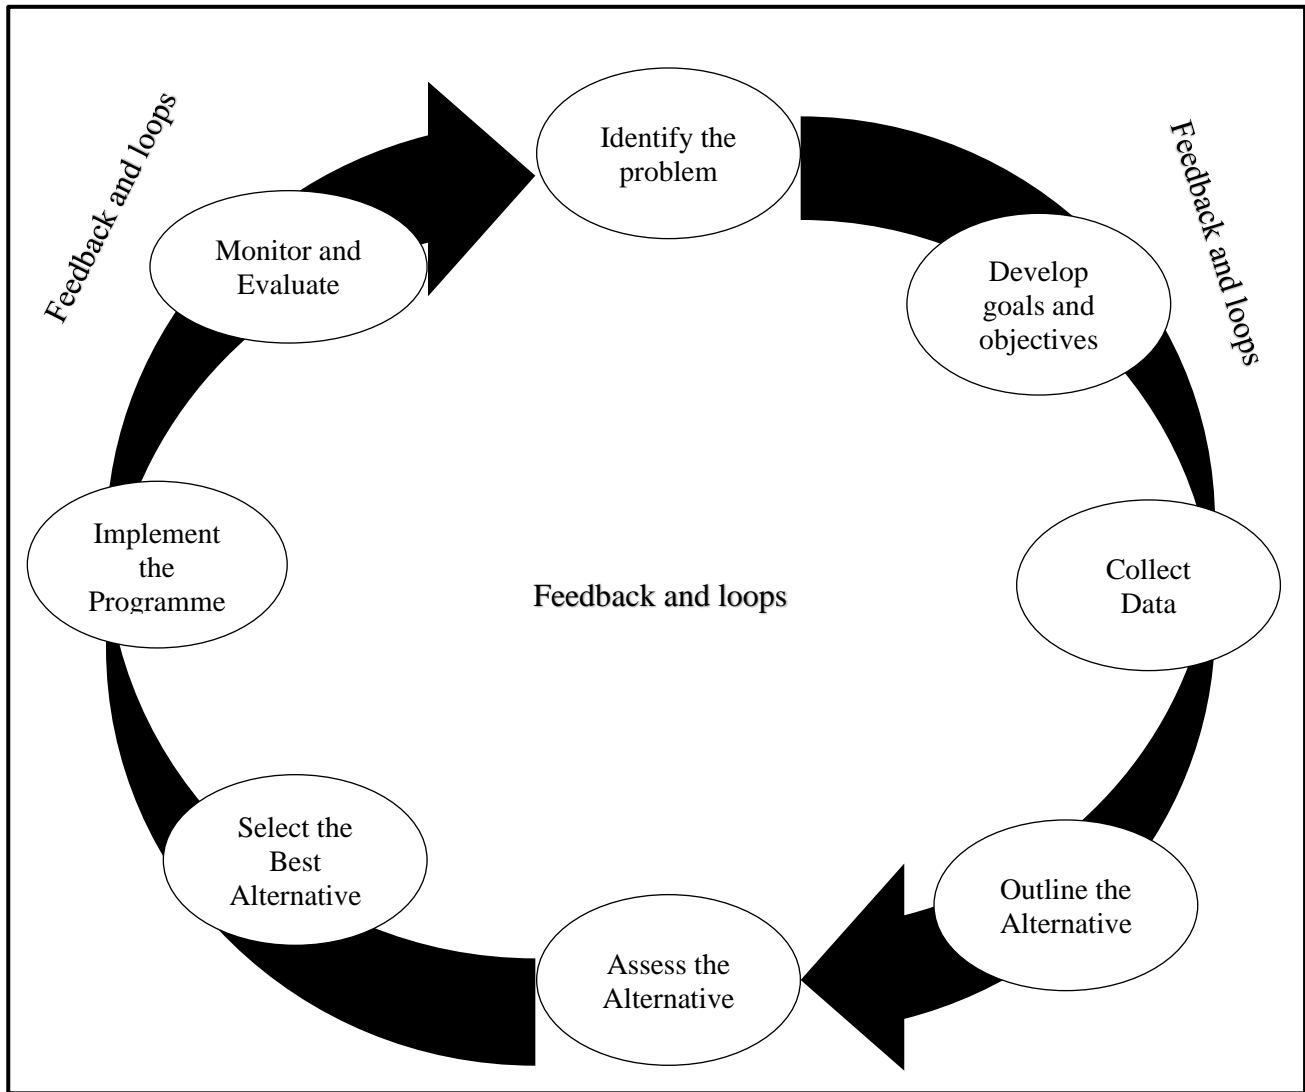 Identify the
problem
Feedback and loops
Develop
goals and
objectives
Collect
Data
Outline the
Alternative
Assess the
Alternative
Select the
Best
Alternative
Implement
the
Programme
Monitor and
Evaluate
Feedback and loops
Feedback and loops